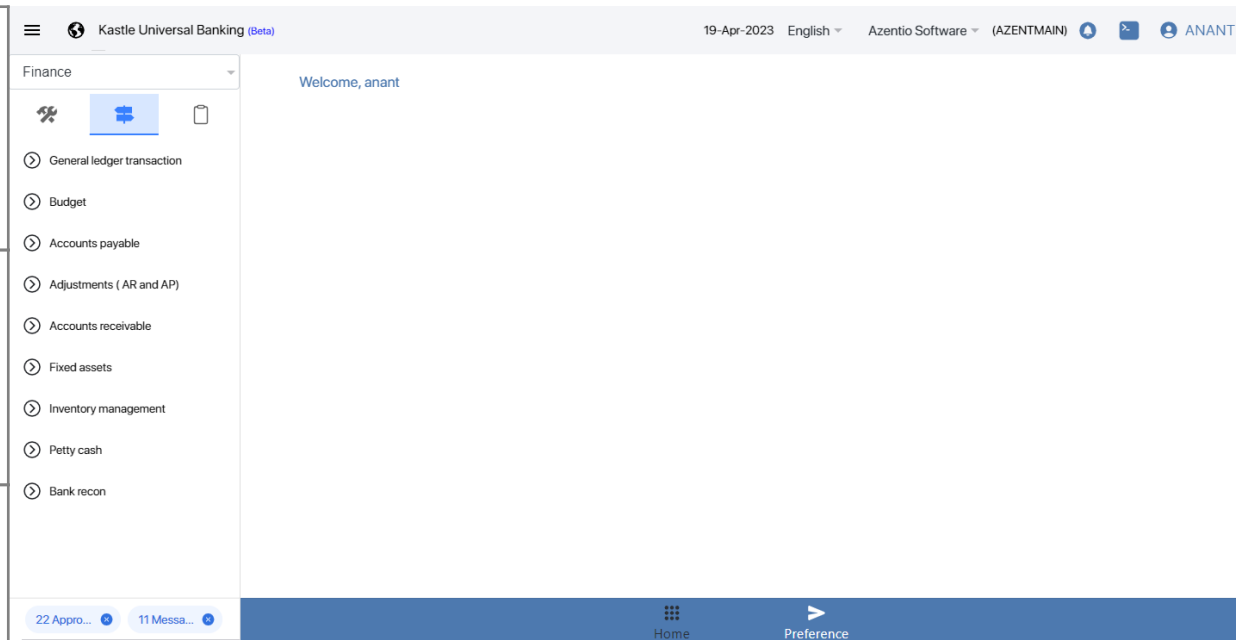 Kastle Universal Banking (Beta) 19-Apr-2023 English Azentio Software (AZENTMAIN) ANANT
Finance
Welcome, anant
General ledger transaction
Budget
Accounts payable
Adjustments ( AR and AP)
Accounts receivable
Fixed assets
Inventory management
Petty cash
Bank recon
22 Appro... 11 Messa...
Home Preference